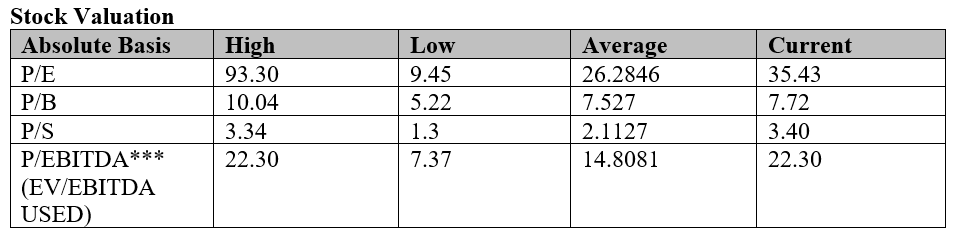 Stock Valuation
Absolute Basis High Low Average Current
P/E 93.30 9.45 26.2846 35.43
P/B 10.04 5.22 7.527 7.72
P/S 3.34 1.3 2.1127 3.40
P/EBITDA*** 22.30 7.37 14.8081 22.30
(EV/EBITDA
USED)